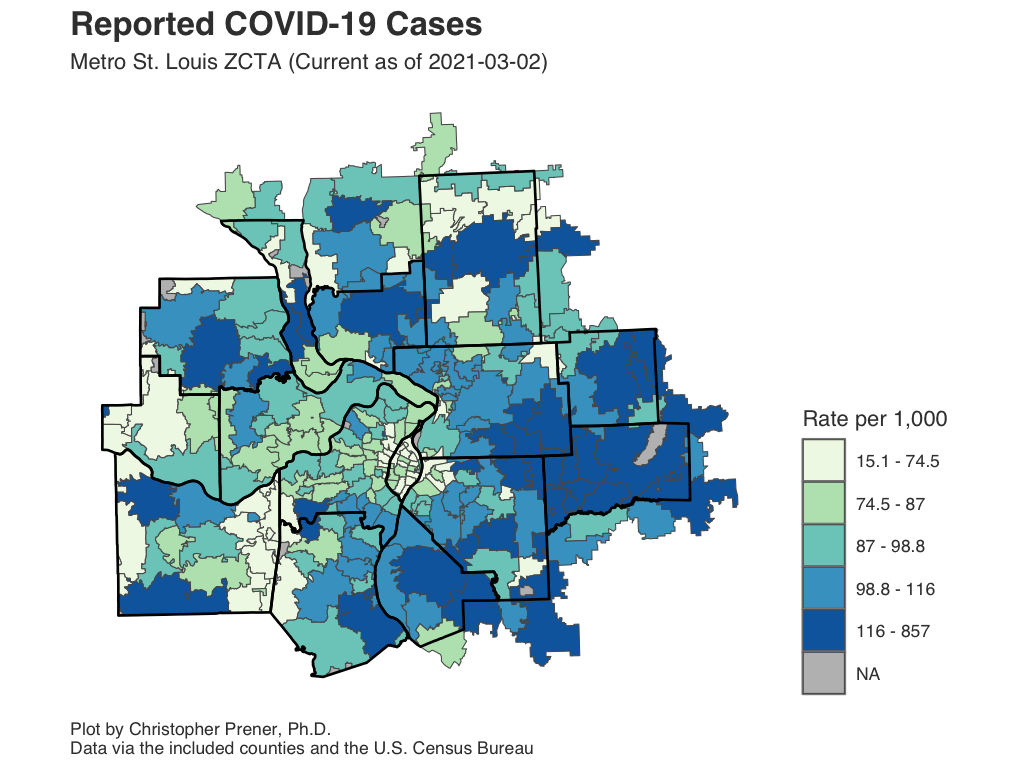 Reported COVID-19 Cases
Metro St. Louis ZCTA (Current as of 2021-03-02)
Rate per 1,000
15.1 - 74.5
74.5 - 87
87 - 98.8
98.8 - 116
116 - 857
NA
Plot by Christopher Prener, Ph.D.
Data via the included counties and the U.S. Census Bureau